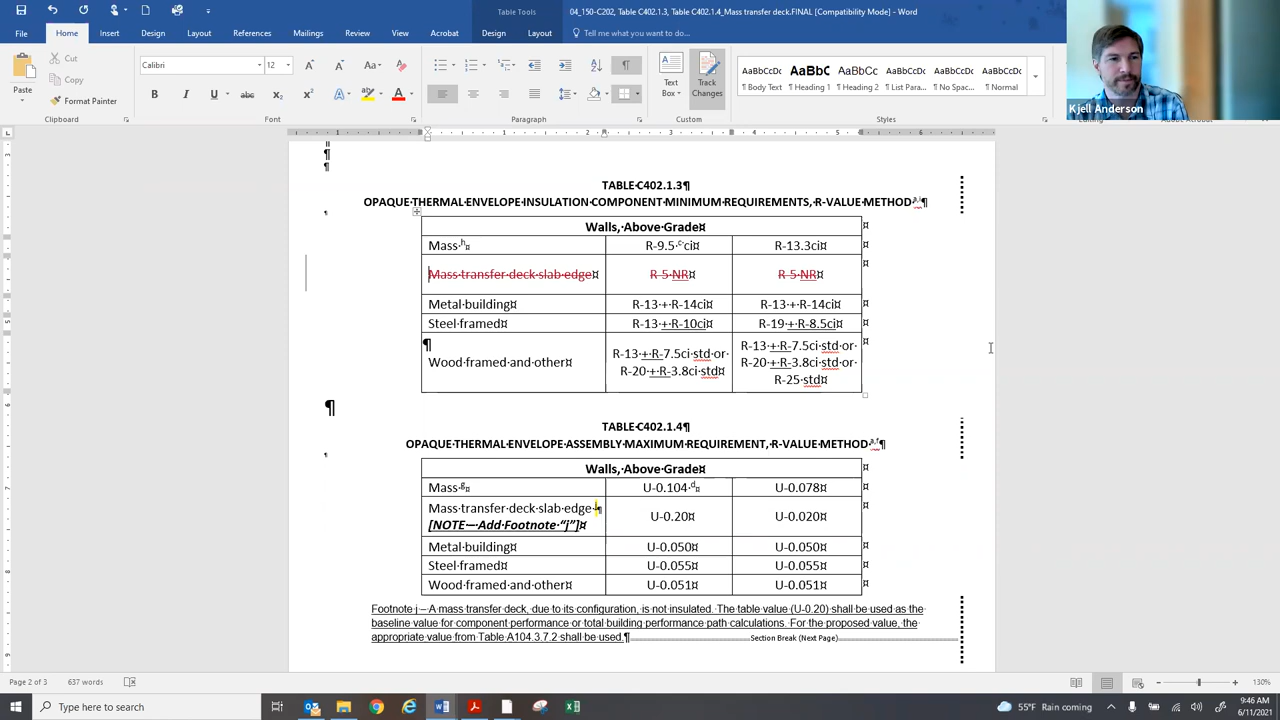 Table Tools
04_150-C202, TABLE C402.1.3, Table C402.1.4_Mass transfer deck.FINAL [Compatibility Mode] - Word
File Home Insert Draw Design Layout References Mailings Review View Acrobat Design Layout Tell me what you want to do...
Paste
Cut
Copy
Format Painter
Calibri 12
Text Box
Track Changes
AaBbCcDc AaBbC AaBbCc AaBbCcDc AaBbCcDc AaBbCcDc
¶ Body Text Heading 1 ¶ Heading 2 ¶ List Para... ¶ No Spac... ¶ Normal
Clipboard Font Paragraph Custom Styles Editing Adobe Acrobat
Kjell Anderson
TABLE C402.1.3¶
OPAQUE THERMAL ENVELOPE INSULATION COMPONENT MINIMUM REQUIREMENTS, R-VALUE METHOD a,i¶
Walls, Above Grade¤
Mass h¤ R-9.5 c ci¤ R-13.3ci¤
Mass transfer deck slab edge¤ R-5 NR¤ R-5 NR¤
Metal building¤ R-13 + R-14ci¤ R-13 + R-14ci¤
Steel framed¤ R-13 + R-10ci¤ R-19 + R-8.5ci¤
¶
Wood framed and other¤ R-13 + R-7.5ci std or R-20 + R-3.8ci std¤ R-13 + R-7.5ci std or R-20 + R-3.8ci std or R-25 std¤
TABLE C402.1.4¶
OPAQUE THERMAL ENVELOPE ASSEMBLY MAXIMUM REQUIREMENT, R-VALUE METHOD a,f¶
Walls, Above Grade¤
Mass g¤ U-0.104 d¤ U-0.078¤
Mass transfer deck slab edge ¶
[NOTE – Add Footnote “j”]¤ U-0.20¤ U-0.020¤
Metal building¤ U-0.050¤ U-0.050¤
Steel framed¤ U-0.055¤ U-0.055¤
Wood framed and other¤ U-0.051¤ U-0.051¤
Footnote j – A mass transfer deck, due to its configuration, is not insulated. The table value (U-0.20) shall be used as the
baseline value for component performance or total building performance path calculations. For the proposed value, the
appropriate value from Table A104.3.7.2 shall be used.¶ Section Break (Next Page)
Page 2 of 3 637 words 130%
Type here to search
55°F Raining now
9:46 AM
6/11/2021